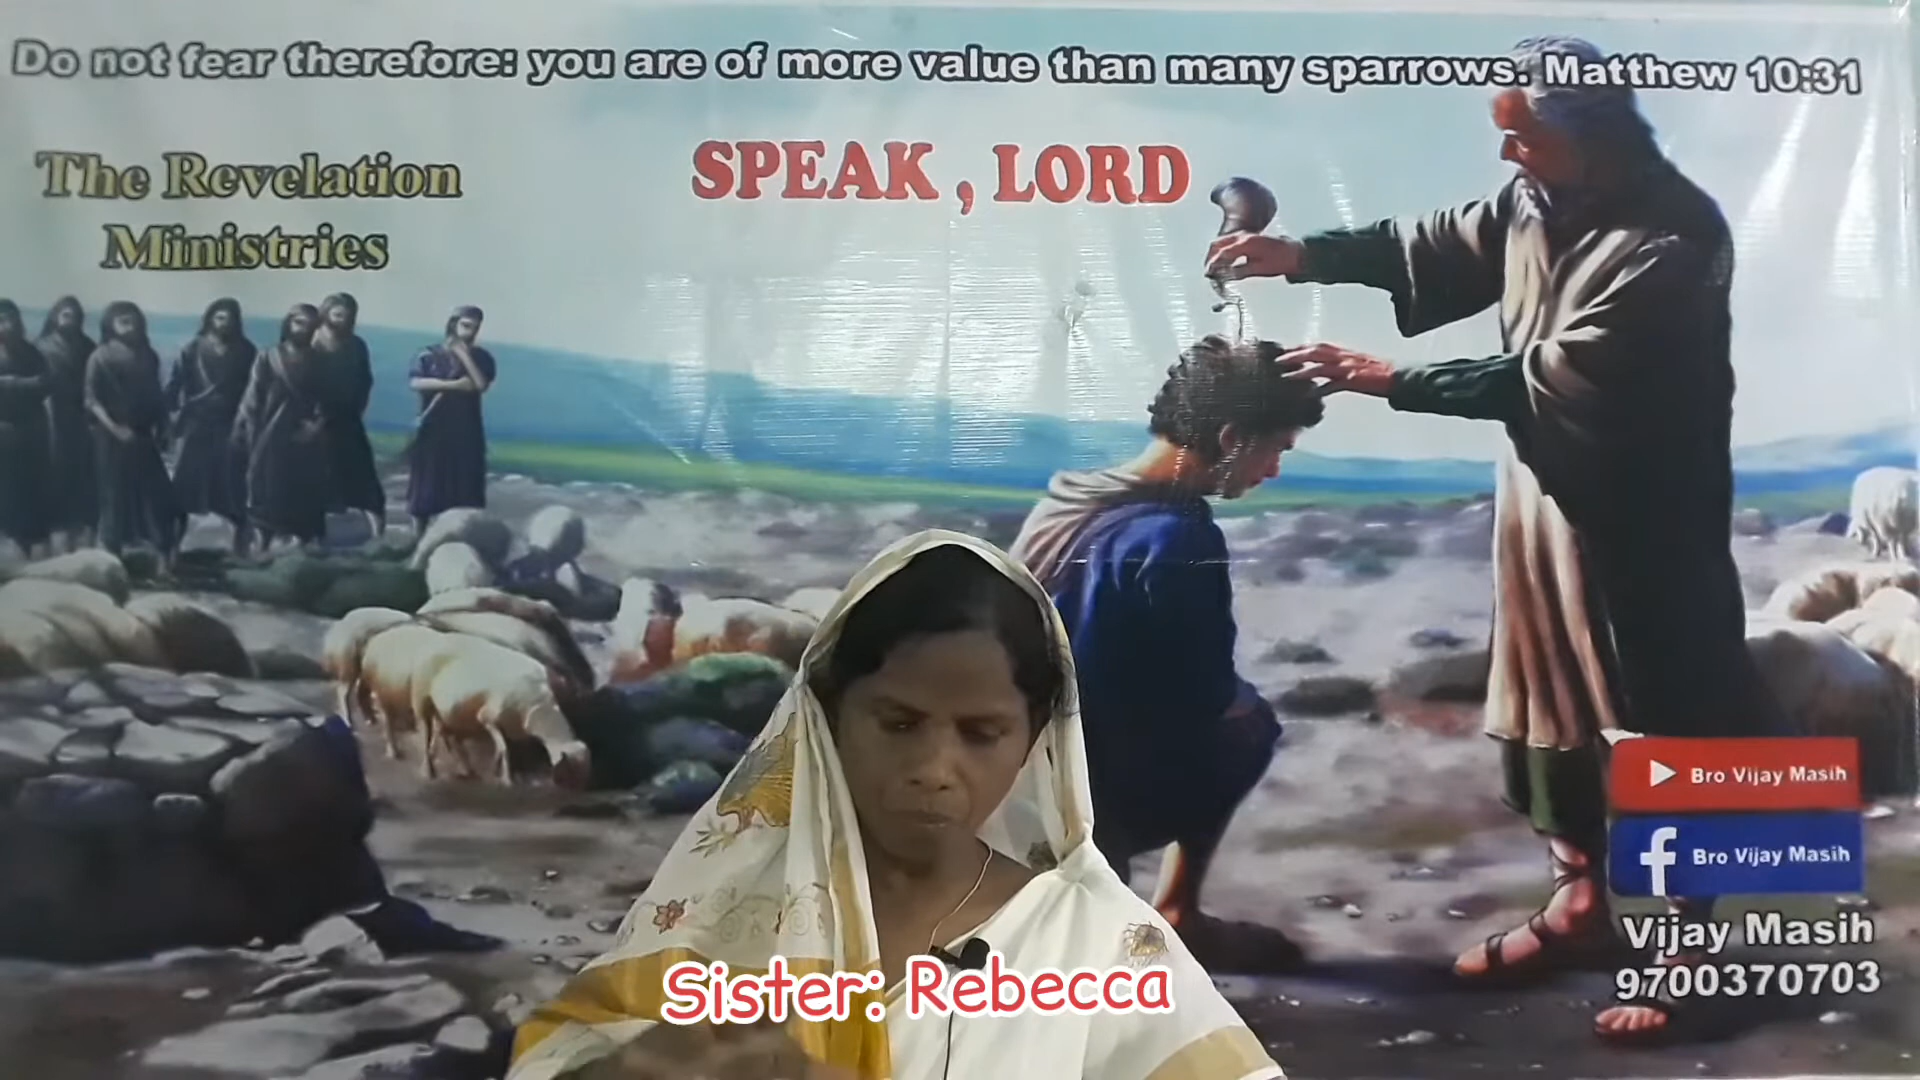 Do not fear therefore: you are of more value than many sparrows. Matthew 10:31
The Revelation
Ministries
SPEAK , LORD
Bro Vijay Masih
f Bro Vijay Masih
Vijay Masih
9700370703
Sister: Rebecca